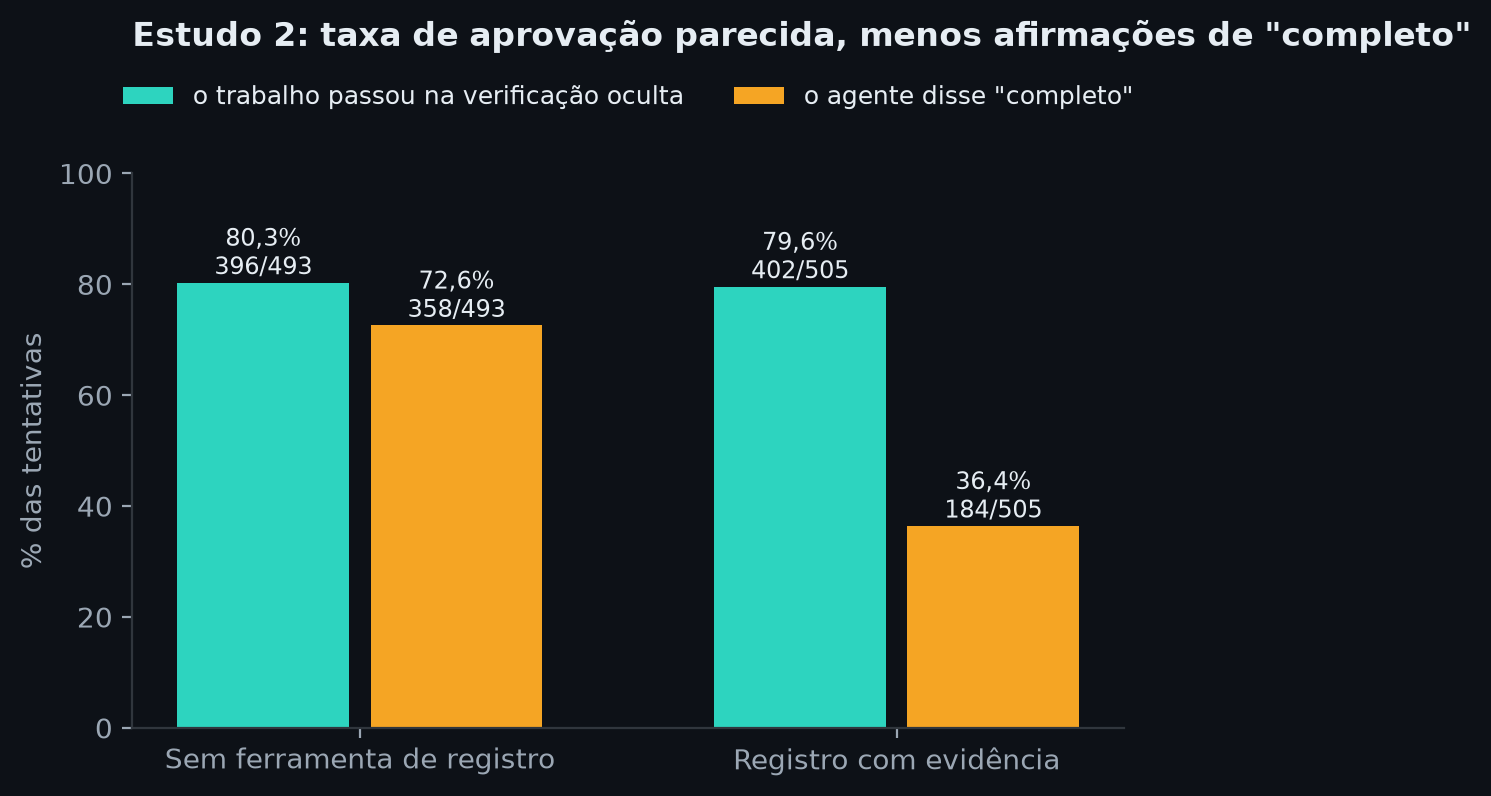 Estudo 2: taxa de aprovação parecida, menos afirmações de "completo"
o trabalho passou na verificação oculta
o agente disse "completo"
% das tentativas
100
80
60
40
20
0
80,3%
396/493
72,6%
358/493
79,6%
402/505
36,4%
184/505
Sem ferramenta de registro
Registro com evidência